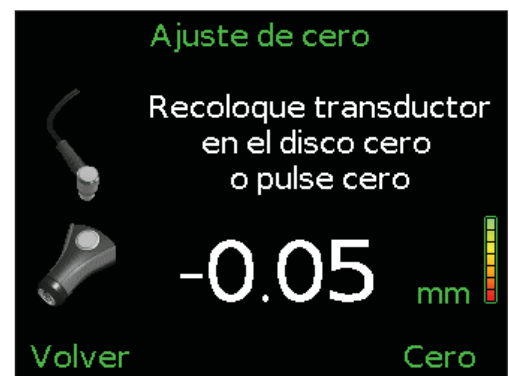 Ajuste de cero
Recoloque transductor
en el disco cero
o pulse cero
-0.05 mm
Volver Cero